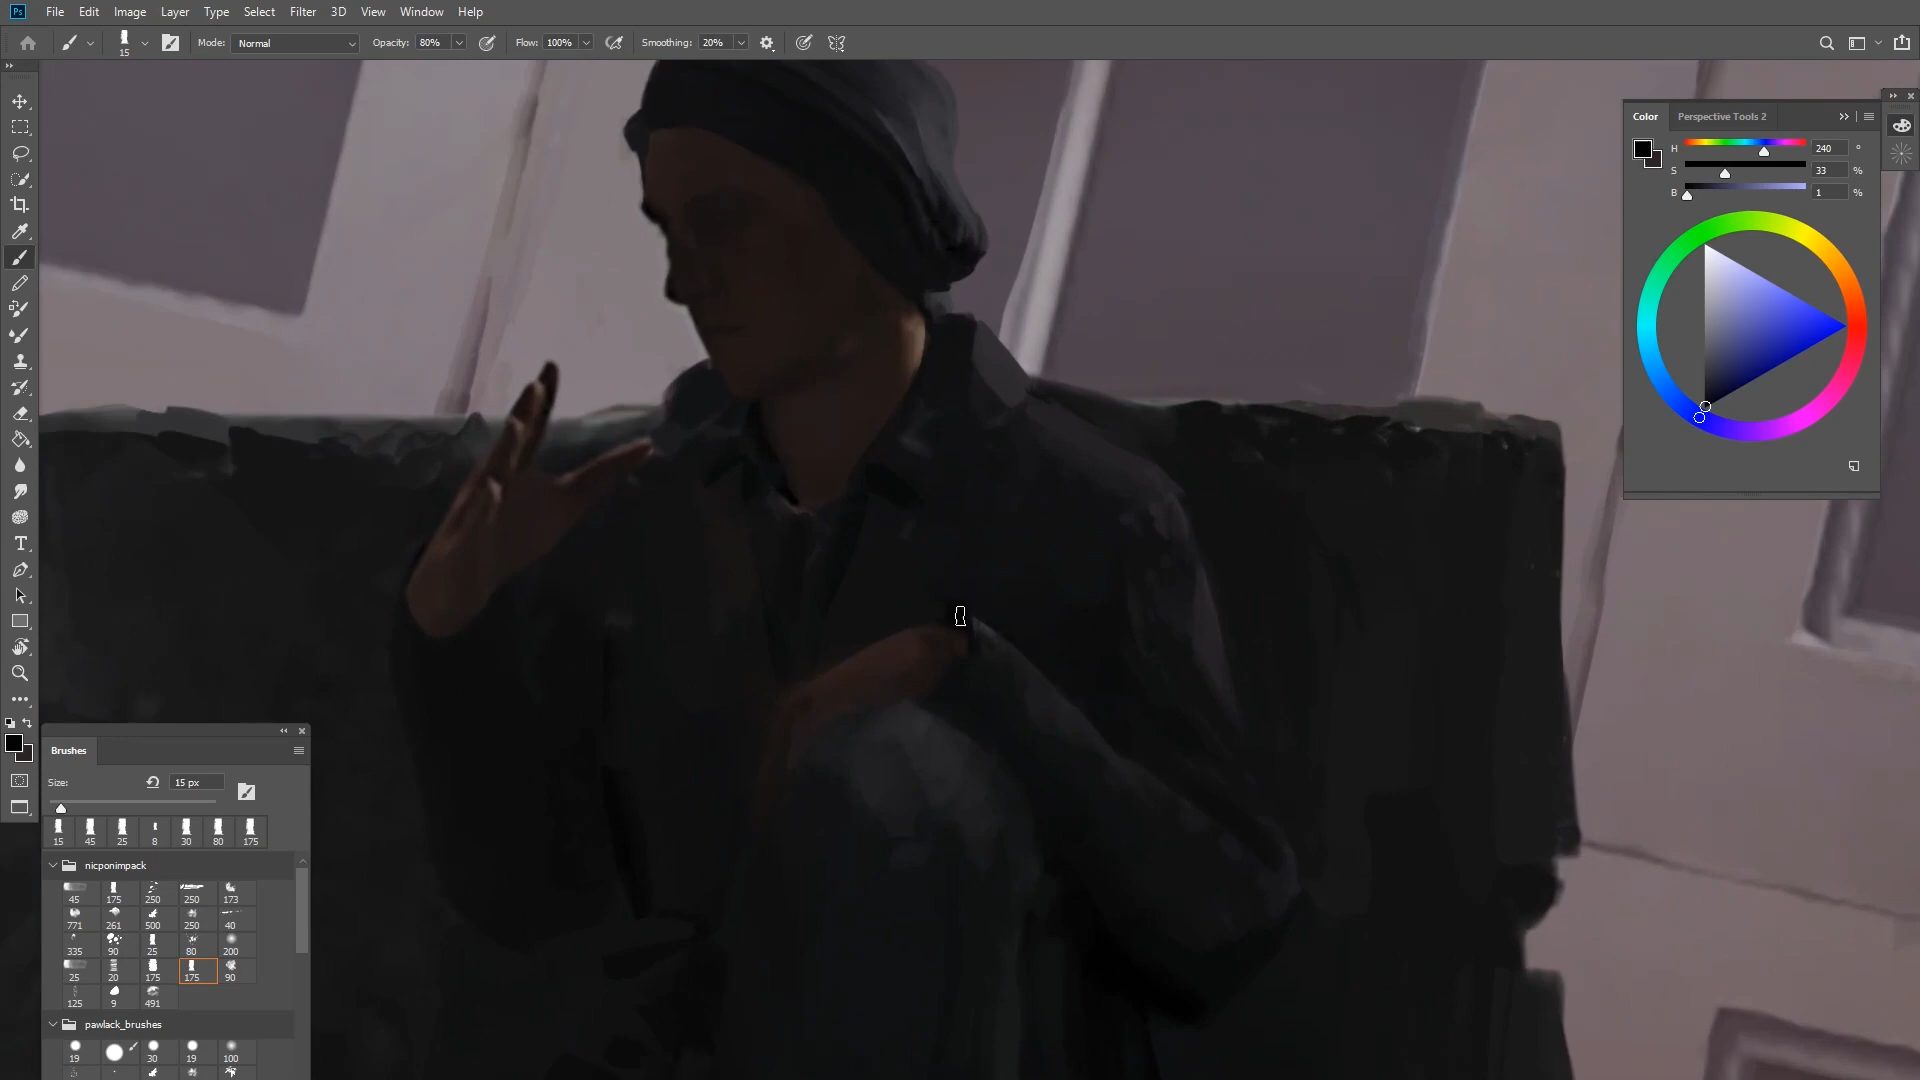 Ps File Edit Image Layer Type Select Filter 3D View Window Help
15 Mode: Normal Opacity: 80% Flow: 100% Smoothing: 20%
Color Perspective Tools 2
H 240 °
S 33 %
B 1 %
T
Brushes
Size: 15 px
15 45 25 8 30 80 175
nicponimpack
45 175 250 250 173
771 261 500 250 40
335 90 25 80 200
25 20 175 175 90
125 9 491
pawlack_brushes
19 30 19 100